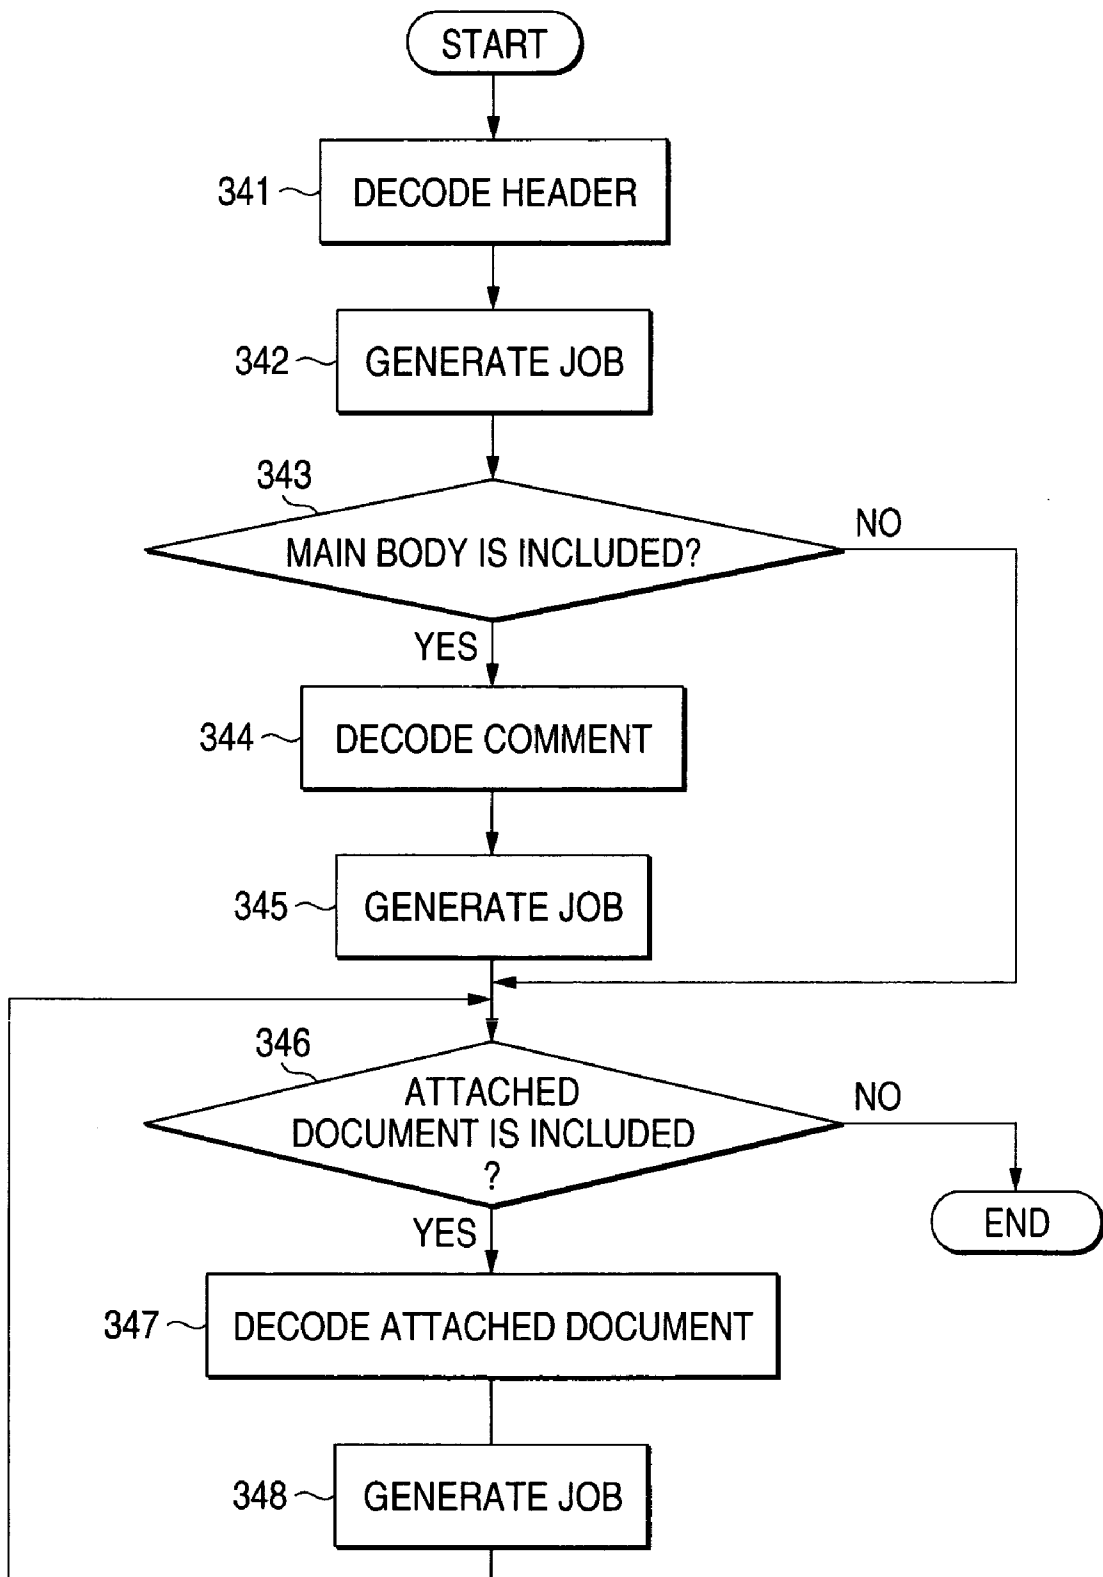 START
341
DECODE HEADER
342
GENERATE JOB
343
MAIN BODY IS INCLUDED?
NO
YES
344
DECODE COMMENT
345
GENERATE JOB
346
ATTACHED
DOCUMENT IS INCLUDED
?
NO
YES
END
347
DECODE ATTACHED DOCUMENT
348
GENERATE JOB